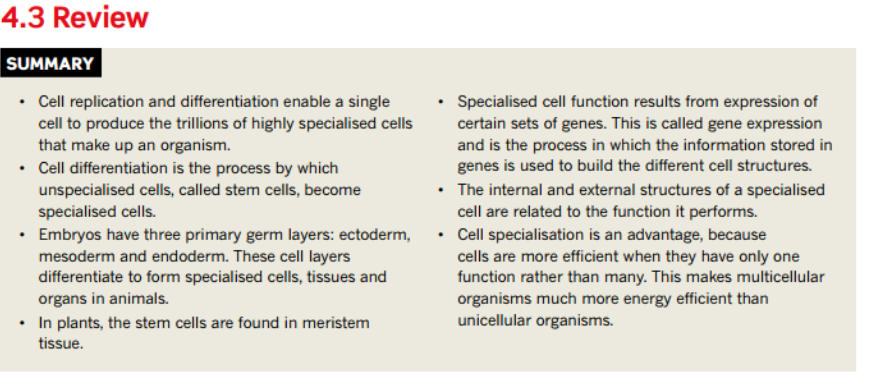 4.3 Review
SUMMARY
• Cell replication and differentiation enable a single
cell to produce the trillions of highly specialised cells
that make up an organism.
• Cell differentiation is the process by which
unspecialised cells, called stem cells, become
specialised cells.
• Embryos have three primary germ layers: ectoderm,
mesoderm and endoderm. These cell layers
differentiate to form specialised cells, tissues and
organs in animals.
• In plants, the stem cells are found in meristem
tissue.
• Specialised cell function results from expression of
certain sets of genes. This is called gene expression
and is the process in which the information stored in
genes is used to build the different cell structures.
• The internal and external structures of a specialised
cell are related to the function it performs.
• Cell specialisation is an advantage, because
cells are more efficient when they have only one
function rather than many. This makes multicellular
organisms much more energy efficient than
unicellular organisms.